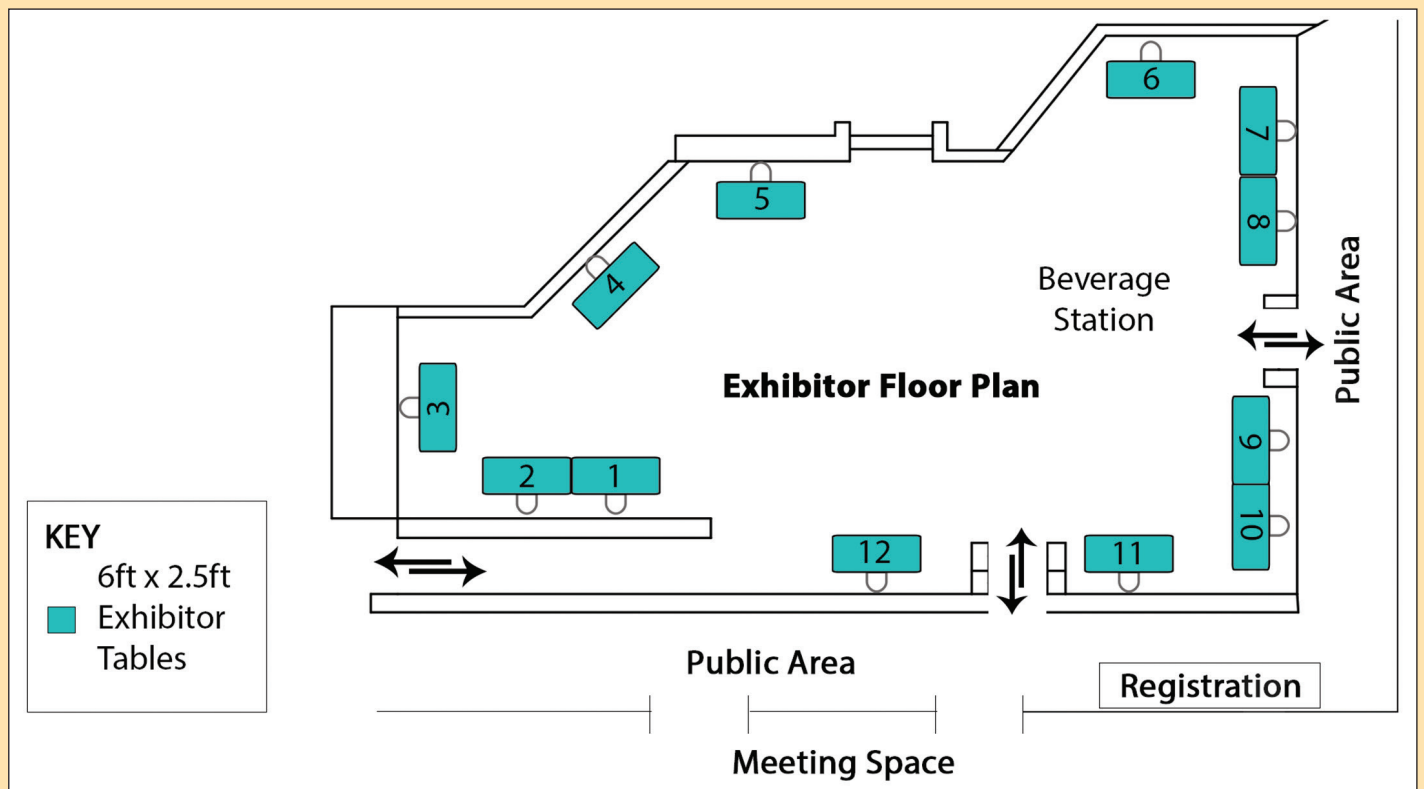 6
7
5
8
4
Beverage
Station
Public Area
Exhibitor Floor Plan
3
9
2
1
10
12
11
KEY
6ft x 2.5ft
Exhibitor
Tables
Public Area
Registration
Meeting Space